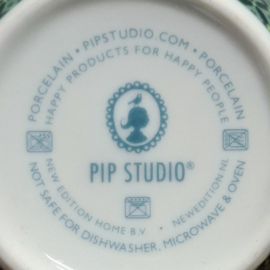 PORCELAIN • PIPSTUDIO.COM • PORCELAIN
HAPPY PRODUCTS FOR HAPPY PEOPLE
PIP STUDIO®
NEW EDITION HOME B.V. • NEWEDITION.NL
NOT SAFE FOR DISHWASHER, MICROWAVE & OVEN